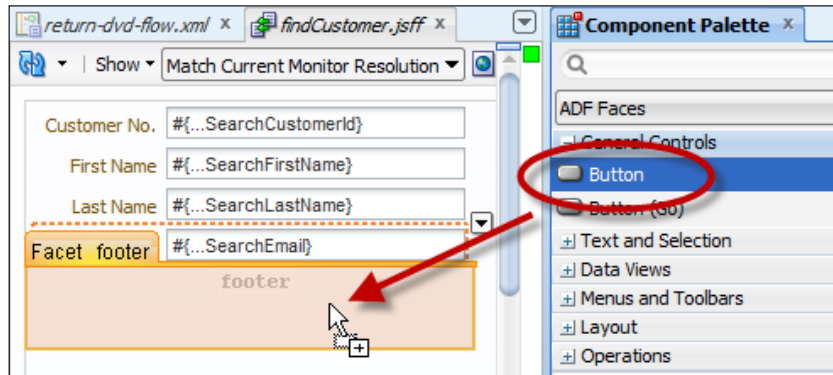 return-dvd-flow.xml x findCustomer.jsff x
Show Match Current Monitor Resolution
Customer No. #{...SearchCustomerId}
First Name #{...SearchFirstName}
Last Name #{...SearchLastName}
Facet footer #{...SearchEmail}
footer
Component Palette x
ADF Faces
General Controls
Button
Button (Go)
Text and Selection
Data Views
Menus and Toolbars
Layout
Operations